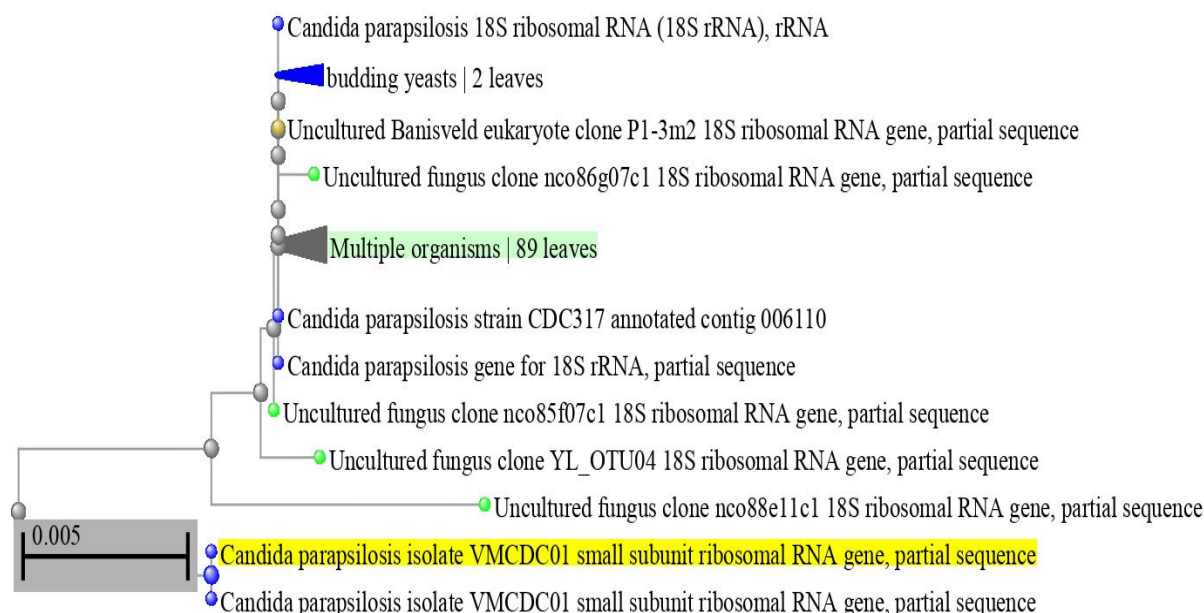 Candida parapsilosis 18S ribosomal RNA (18S rRNA), rRNA
budding yeasts | 2 leaves
Uncultured Banisveld eukaryote clone P1-3m2 18S ribosomal RNA gene, partial sequence
Uncultured fungus clone nco86g07c1 18S ribosomal RNA gene, partial sequence
Multiple organisms | 89 leaves
Candida parapsilosis strain CDC317 annotated contig 006110
Candida parapsilosis gene for 18S rRNA, partial sequence
Uncultured fungus clone nco85f07c1 18S ribosomal RNA gene, partial sequence
Uncultured fungus clone YL_OTU04 18S ribosomal RNA gene, partial sequence
Uncultured fungus clone nco88e11c1 18S ribosomal RNA gene, partial sequence
0.005
Candida parapsilosis isolate VMCDC01 small subunit ribosomal RNA gene, partial sequence
Candida parapsilosis isolate VMCDC01 small subunit ribosomal RNA gene, partial sequence